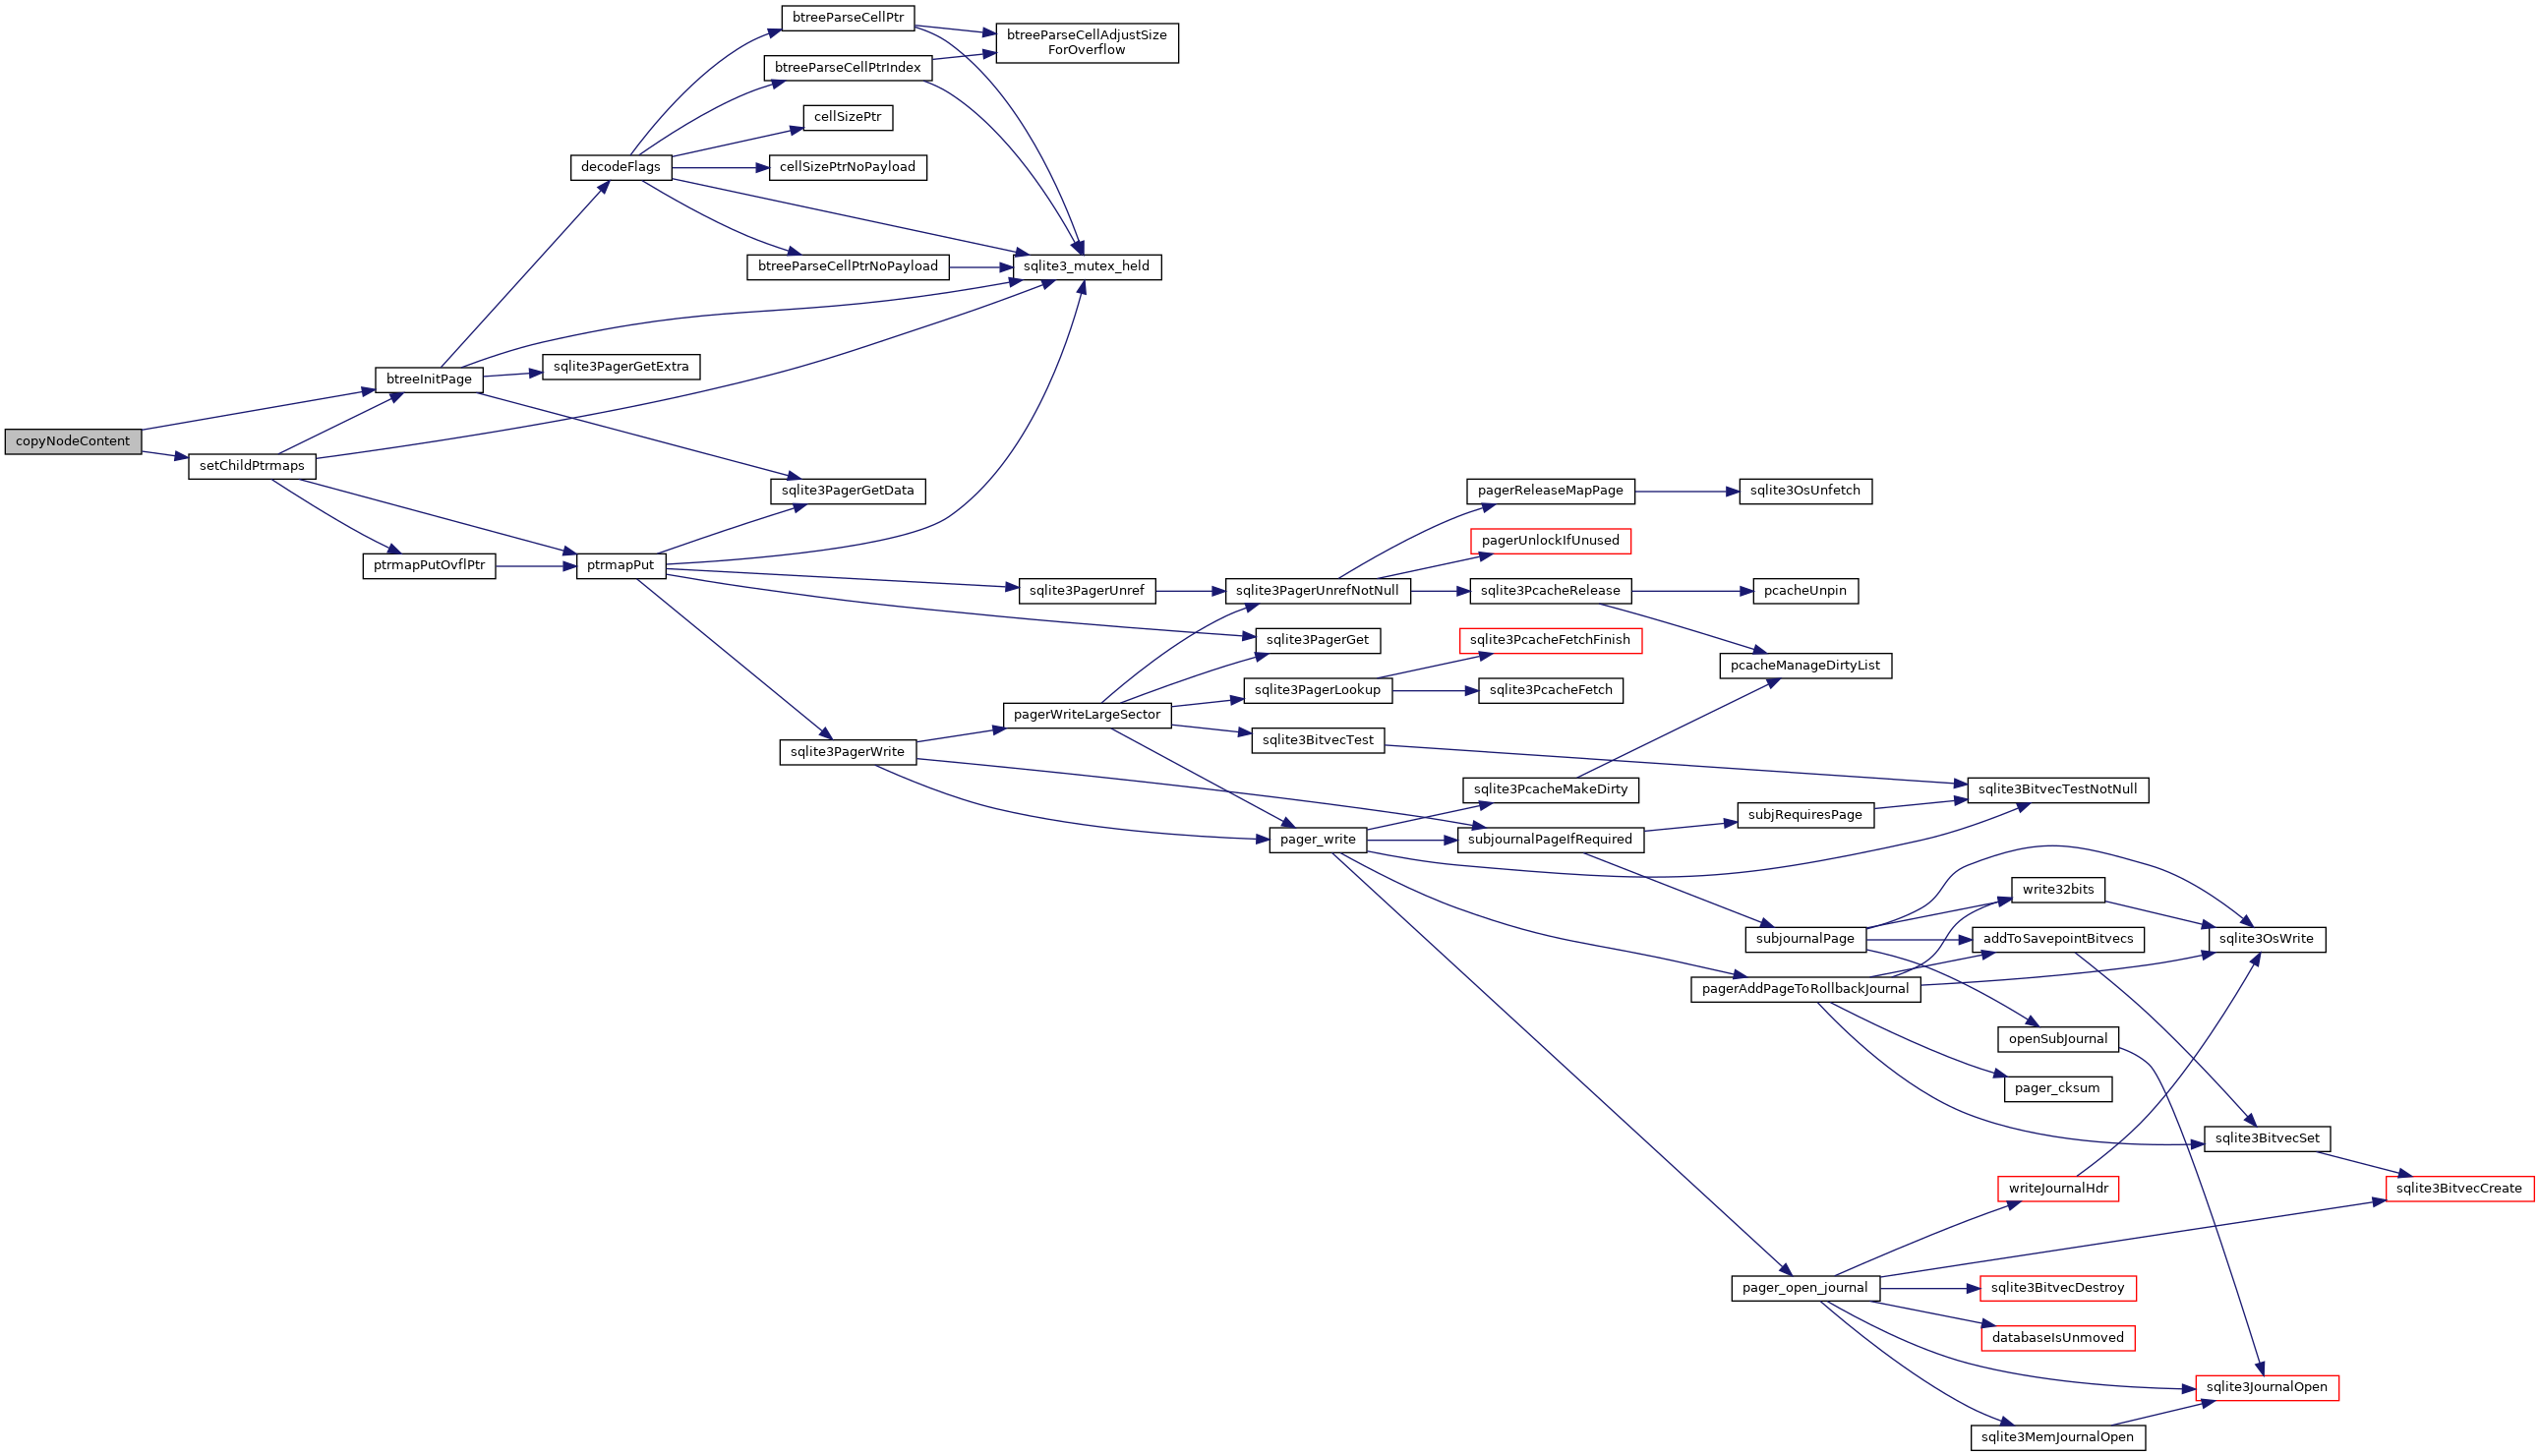 btreeParseCellPtr
btreeParseCellAdjustSize
ForOverflow
btreeParseCellPtrIndex
cellSizePtr
decodeFlags
cellSizePtrNoPayload
btreeParseCellPtrNoPayload
sqlite3_mutex_held
sqlite3PagerGetExtra
btreeInitPage
copyNodeContent
setChildPtrmaps
sqlite3PagerGetData
pagerReleaseMapPage
sqlite3OsUnfetch
pagerUnlockIfUnused
ptrmapPutOvflPtr
ptrmapPut
sqlite3PagerUnref
sqlite3PagerUnrefNotNull
sqlite3PcacheRelease
pcacheUnpin
sqlite3PagerGet
sqlite3PcacheFetchFinish
pcacheManageDirtyList
sqlite3PagerLookup
sqlite3PcacheFetch
pagerWriteLargeSector
sqlite3BitvecTest
sqlite3PagerWrite
sqlite3PcacheMakeDirty
sqlite3BitvecTestNotNull
subjRequiresPage
pager_write
subjournalPageIfRequired
write32bits
subjournalPage
addToSavepointBitvecs
sqlite3OsWrite
pagerAddPageToRollbackJournal
openSubJournal
pager_cksum
sqlite3BitvecSet
writeJournalHdr
sqlite3BitvecCreate
pager_open_journal
sqlite3BitvecDestroy
databaseIsUnmoved
sqlite3JournalOpen
sqlite3MemJournalOpen